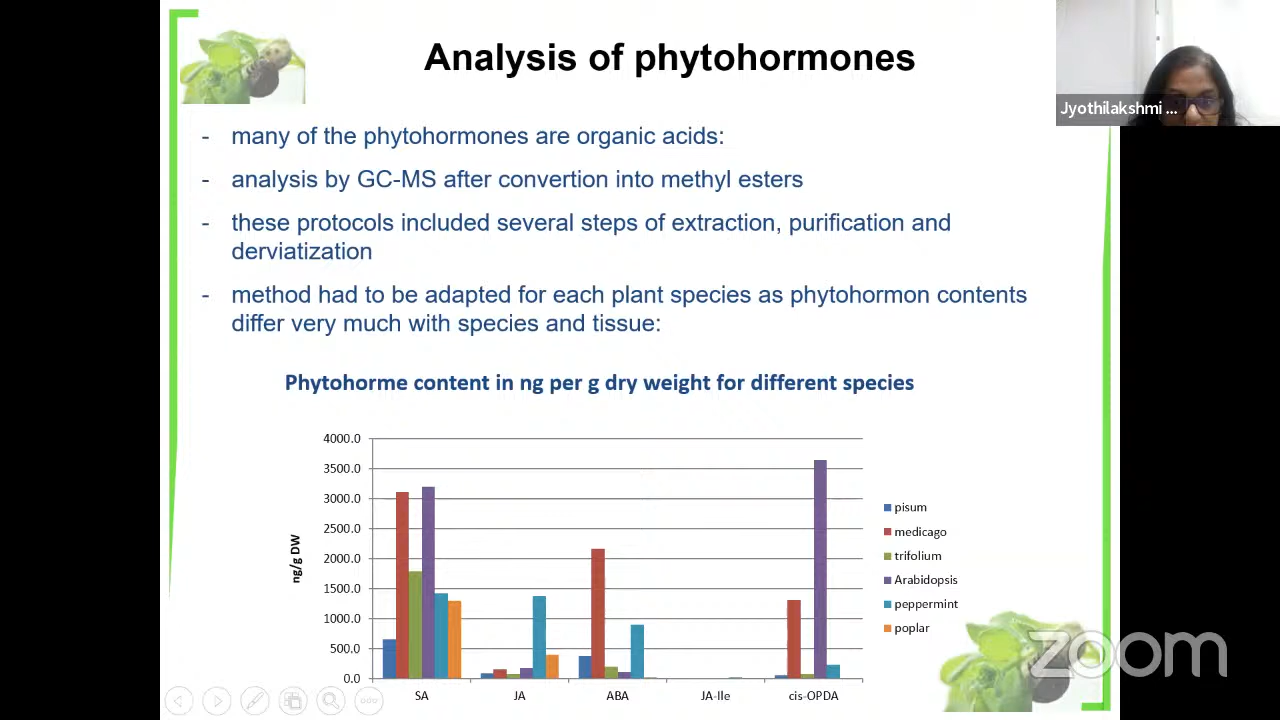 Analysis of phytohormones
Jyothilakshmi ...
- many of the phytohormones are organic acids:
- analysis by GC-MS after convertion into methyl esters
- these protocols included several steps of extraction, purification and
derviatization
- method had to be adapted for each plant species as phytohormon contents
differ very much with species and tissue:
Phytohorme content in ng per g dry weight for different species
4000.0
3500.0
3000.0
2500.0
2000.0
1500.0
1000.0
500.0
0.0
ng/g DW
SA JA ABA JA-Ile cis-OPDA
pisum
medicago
trifolium
Arabidopsis
peppermint
poplar
zoom